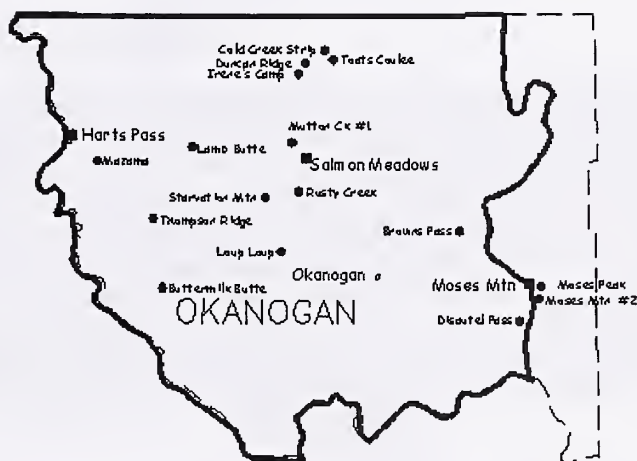 Cold Creek Strip
Toats Coulee
Duncan Ridge
Irene's Camp
Mutton Ck #1
Harts Pass
Lamb Butte
Salmon Meadows
Mazama
Starvation Mtn
Rusty Creek
Thompson Ridge
Browns Pass
Loup Loup
Okanogan
Moses Mtn
Moses Peak
Buttermilk Butte
Moses Mtn #2
OKANOGAN
Disautel Pass